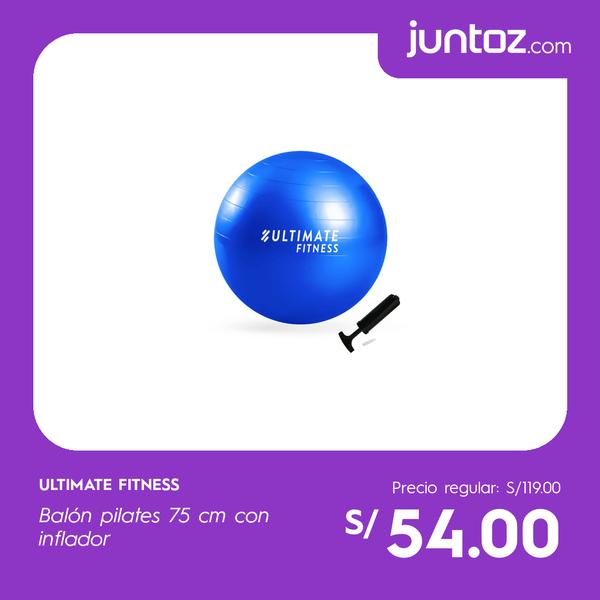 juntoz.com
ULTIMATE
FITNESS
ULTIMATE FITNESS
Balón pilates 75 cm con
inflador
Precio regular: S/119.00
S/ 54.00